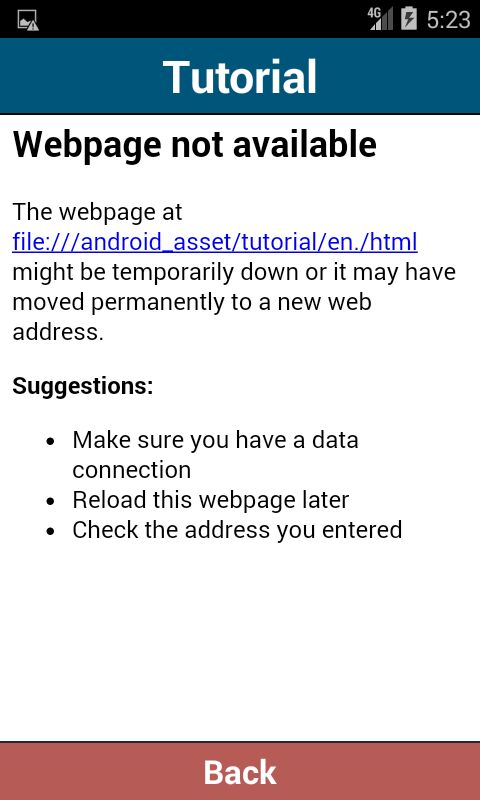 4G 5:23
Tutorial
Webpage not available
The webpage at
file:///android_asset/tutorial/en./html
might be temporarily down or it may have
moved permanently to a new web
address.
Suggestions:
• Make sure you have a data
connection
• Reload this webpage later
• Check the address you entered
Back